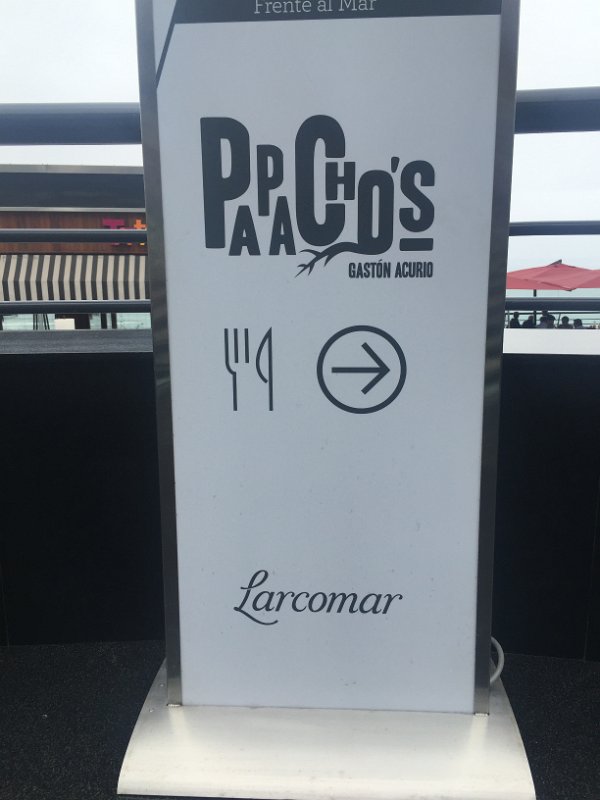 Frente al Mar
PAPACHO'S
GASTÓN ACURIO
Larcomar